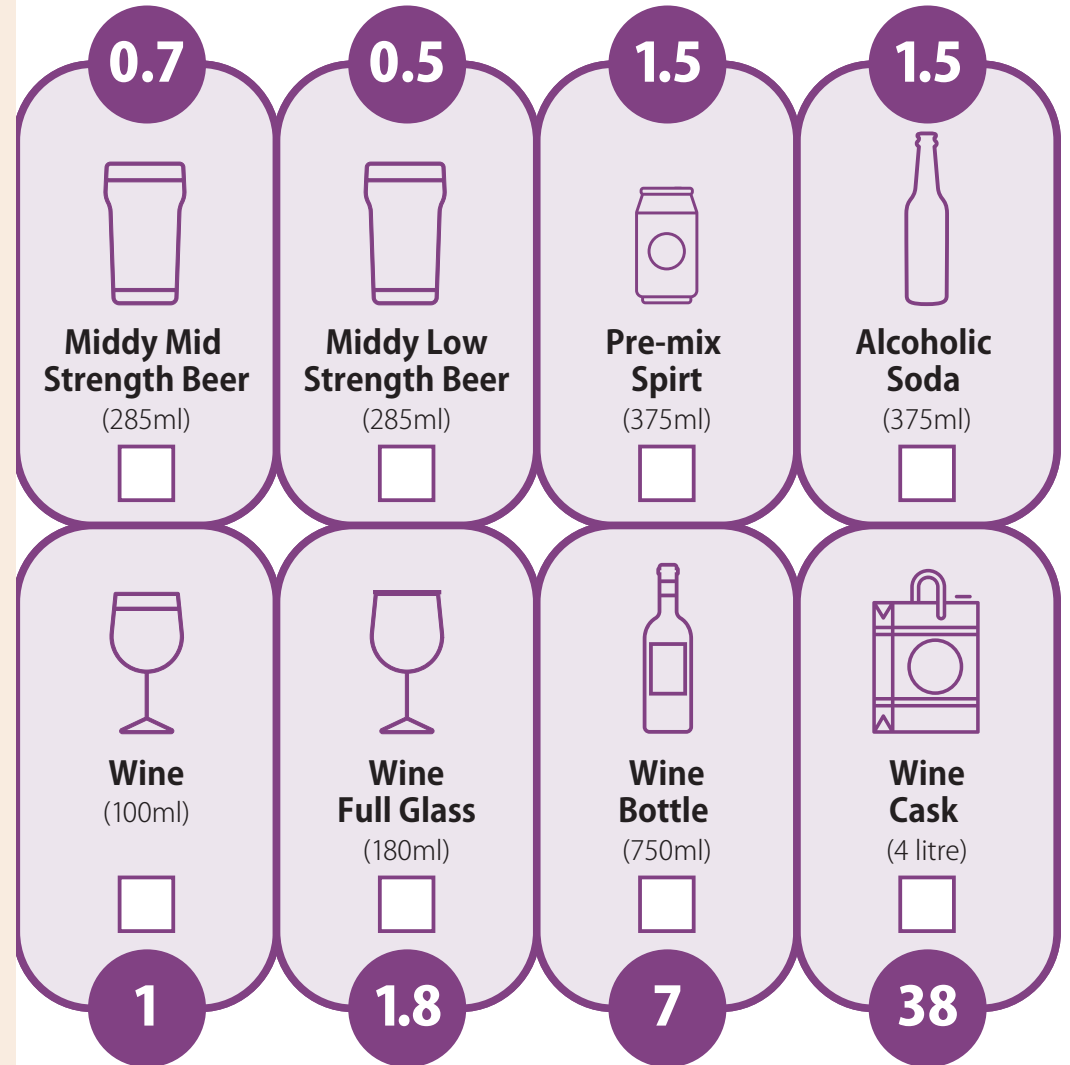 0.7
Middy Mid
Strength Beer
(285ml)
0.5
Middy Low
Strength Beer
(285ml)
1.5
Pre-mix
Spirt
(375ml)
1.5
Alcoholic
Soda
(375ml)
Wine
(100ml)
1
Wine
Full Glass
(180ml)
1.8
Wine
Bottle
(750ml)
7
Wine
Cask
(4 litre)
38